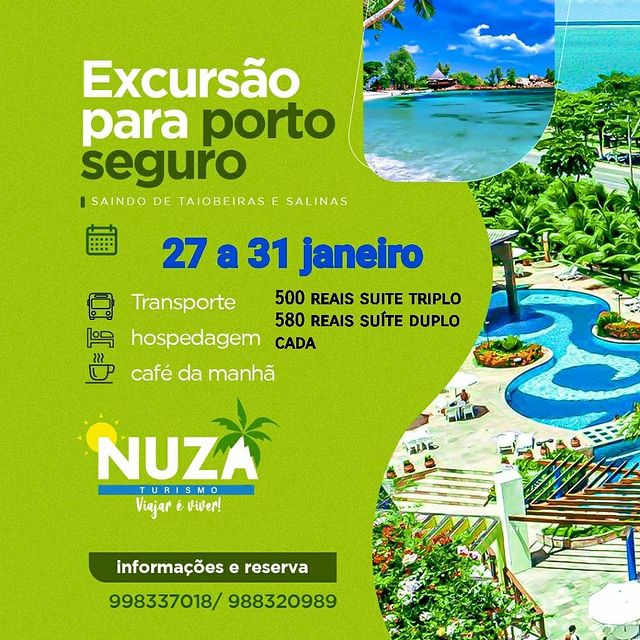 Excursão
para porto
seguro
SAINDO DE TAIOBEIRAS E SALINAS
27 a 31 janeiro
Transporte
500 REAIS SUITE TRIPLO
580 REAIS SUÍTE DUPLO
hospedagem
CADA
café da manhã
NUZA
TURISMO
Viajar é viver!
informações e reserva
998337018/ 988320989